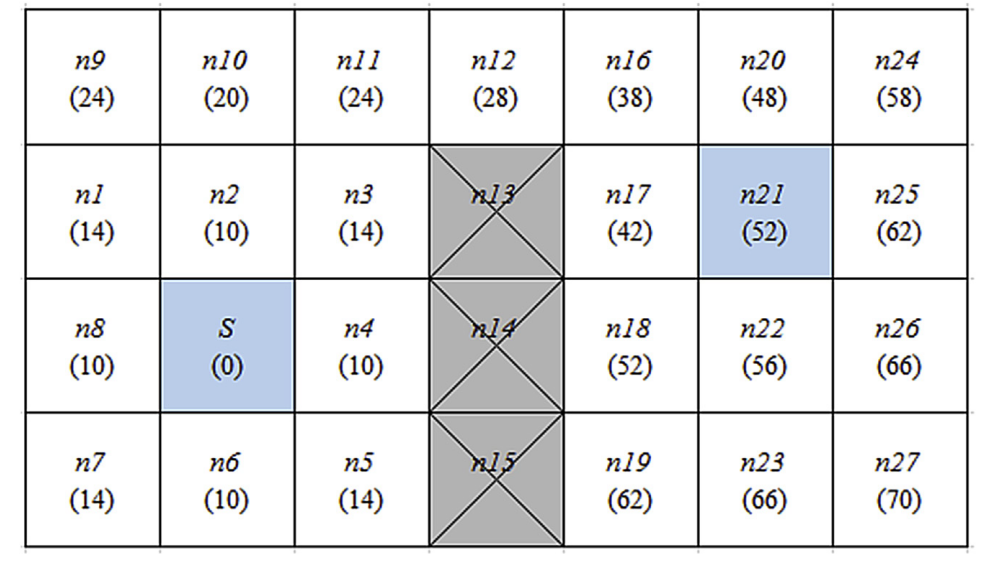 n9 n10 n11 n12 n16 n20 n24
(24) (20) (24) (28) (38) (48) (58)
n1 n2 n3 n13 n17 n21 n25
(14) (10) (14) (42) (52) (62)
n8 S n4 n14 n18 n22 n26
(10) (0) (10) (52) (56) (66)
n7 n6 n5 n15 n19 n23 n27
(14) (10) (14) (62) (66) (70)